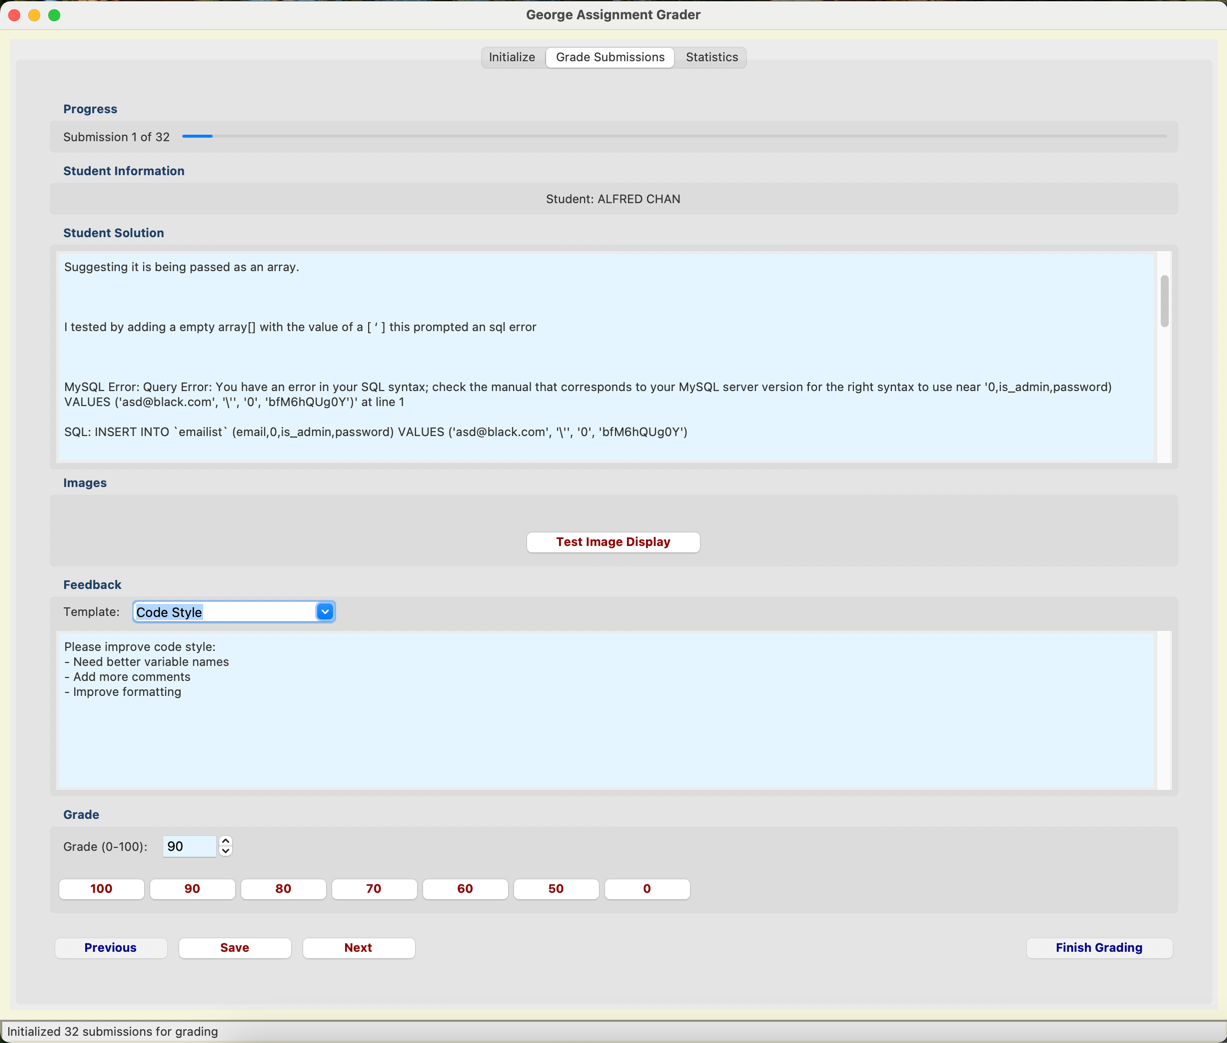 George Assignment Grader
Initialize
Grade Submissions
Statistics
Progress
Submission 1 of 32
Student Information
Student: ALFRED CHAN
Student Solution
Suggesting it is being passed as an array.
I tested by adding a empty array[] with the value of a [ ‘ ] this prompted an sql error
MySQL Error: Query Error: You have an error in your SQL syntax; check the manual that corresponds to your MySQL server version for the right syntax to use near '0,is_admin,password)
VALUES ('asd@black.com', '\'', '0', 'bfM6hQUg0Y')' at line 1
SQL: INSERT INTO `emailist` (email,0,is_admin,password) VALUES ('asd@black.com', '\'', '0', 'bfM6hQUg0Y')
Images
Test Image Display
Feedback
Template:
Code Style
Please improve code style:
- Need better variable names
- Add more comments
- Improve formatting
Grade
Grade (0-100):
90
100
90
80
70
60
50
0
Previous
Save
Next
Finish Grading
Initialized 32 submissions for grading